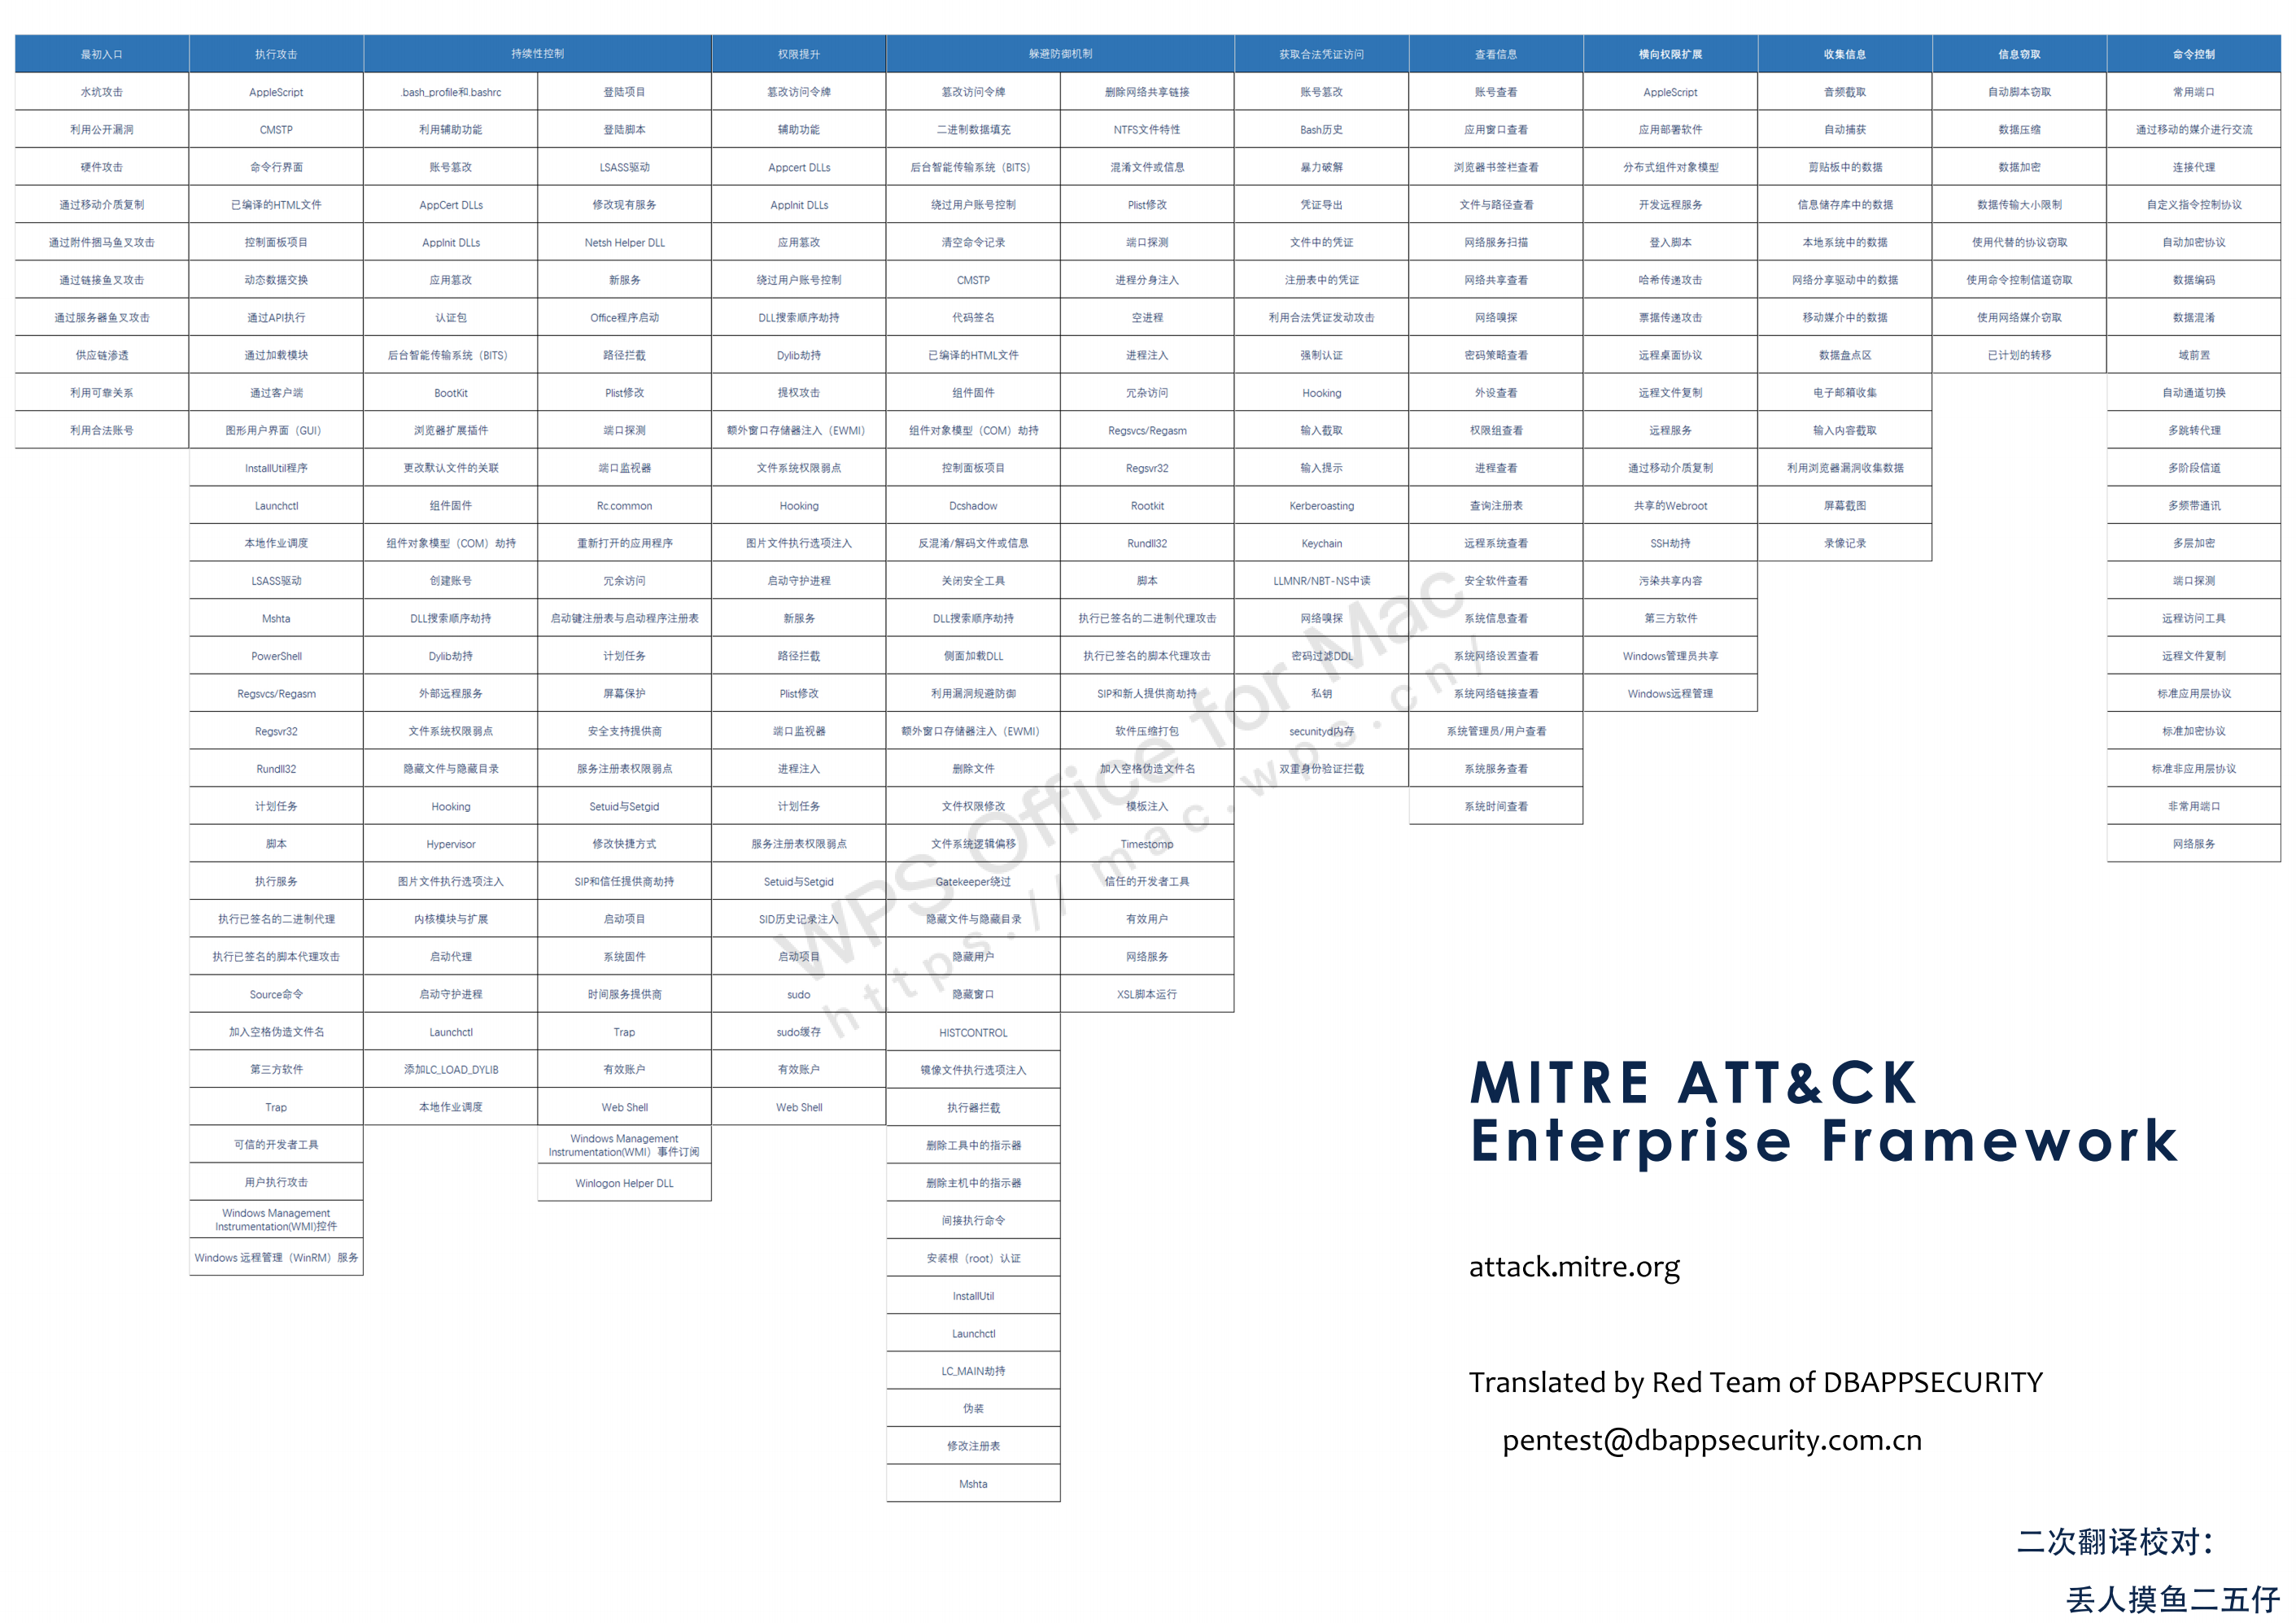 最初入口 执行攻击 持续性控制 权限提升 躲避防御机制 获取合法凭证访问 查看信息 横向权限扩展 收集信息 信息窃取 命令控制
水坑攻击 AppleScript .bash_profile和.bashrc 登陆项目 篡改访问令牌 篡改访问令牌 删除网络共享链接 账号篡改 账号查看 AppleScript 音频截取 自动脚本窃取 常用端口
利用公开漏洞 CMSTP 利用辅助功能 登陆脚本 辅助功能 二进制数据填充 NTFS文件特性 Bash历史 应用窗口查看 应用部署软件 自动捕获 数据压缩 通过移动的媒介进行交流
硬件攻击 命令行界面 账号篡改 LSASS驱动 Appcert DLLs 后台智能传输系统（BITS） 混淆文件或信息 暴力破解 浏览器书签栏查看 分布式组件对象模型 剪贴板中的数据 数据加密 连接代理
通过移动介质复制 已编译的HTML文件 AppCert DLLs 修改现有服务 AppInit DLLs 绕过用户账号控制 Plist修改 凭证导出 文件与路径查看 开发远程服务 信息储存库中的数据 数据传输大小限制 自定义指令控制协议
通过附件捆马鱼叉攻击 控制面板项目 AppInit DLLs Netsh Helper DLL 应用篡改 清空命令记录 端口探测 文件中的凭证 网络服务扫描 登入脚本 本地系统中的数据 使用代替的协议窃取 自动加密协议
通过链接鱼叉攻击 动态数据交换 应用篡改 新服务 绕过用户账号控制 CMSTP 进程分身注入 注册表中的凭证 网络共享查看 哈希传递攻击 网络分享驱动中的数据 使用命令控制信道窃取 数据编码
通过服务器鱼叉攻击 通过API执行 认证包 Office程序启动 DLL搜索顺序劫持 代码签名 空进程 利用合法凭证发动攻击 网络嗅探 票据传递攻击 移动媒介中的数据 使用网络媒介窃取 数据混淆
供应链渗透 通过加载模块 后台智能传输系统（BITS） 路径拦截 Dylib劫持 已编译的HTML文件 进程注入 强制认证 密码策略查看 远程桌面协议 数据盘点区 已计划的转移 域前置
利用可靠关系 通过客户端 BootKit Plist修改 提权攻击 组件固件 冗杂访问 Hooking 外设查看 远程文件复制 电子邮箱收集 自动通道切换
利用合法账号 图形用户界面（GUI） 浏览器扩展插件 端口探测 额外窗口存储器注入（EWMI） 组件对象模型（COM）劫持 Regsvcs/Regasm 输入截取 权限组查看 远程服务 输入内容截取 多跳转代理
InstallUtil程序 更改默认文件的关联 端口监视器 文件系统权限弱点 控制面板项目 Regsvr32 输入提示 进程查看 通过移动介质复制 利用浏览器漏洞收集数据 多阶段信道
Launchctl 组件固件 Rc.common Hooking Dcshadow Rootkit Kerberoasting 查询注册表 共享的Webroot 屏幕截图 多频带通讯
本地作业调度 组件对象模型（COM）劫持 重新打开的应用程序 图片文件执行选项注入 反混淆/解码文件或信息 Rundll32 Keychain 远程系统查看 SSH劫持 录像记录 多层加密
LSASS驱动 创建账号 冗余访问 启动守护进程 关闭安全工具 脚本 LLMNR/NBT-NS中读 安全软件查看 污染共享内容 端口探测
Mshta DLL搜索顺序劫持 启动键注册表与启动程序注册表 新服务 DLL搜索顺序劫持 执行已签名的二进制代理攻击 网络嗅探 系统信息查看 第三方软件 远程访问工具
PowerShell Dylib劫持 计划任务 路径拦截 侧面加载DLL 执行已签名的脚本代理攻击 密码过滤DDL 系统网络设置查看 Windows管理员共享 远程文件复制
Regsvcs/Regasm 外部远程服务 屏幕保护 Plist修改 利用漏洞规避防御 SIP和新人提供商劫持 私钥 系统网络链接查看 Windows远程管理 标准应用层协议
Regsvr32 文件系统权限弱点 安全支持提供商 端口监视器 额外窗口存储器注入（EWMI） 软件压缩打包 securityd内存 系统管理员/用户查看 标准加密协议
Rundll32 隐藏文件与隐藏目录 服务注册表权限弱点 进程注入 删除文件 加入空格伪造文件名 双重身份验证拦截 系统服务查看 标准非应用层协议
计划任务 Hooking Setuid与Setgid 计划任务 文件权限修改 模板注入 系统时间查看 非常用端口
脚本 Hypervisor 修改快捷方式 服务注册表权限弱点 文件系统逻辑偏移 Timestomp 网络服务
执行服务 图片文件执行选项注入 SIP和信任提供商劫持 Setuid与Setgid Gatekeeper绕过 信任的开发者工具
执行已签名的二进制代理 内核模块与扩展 启动项目 SID历史记录注入 隐藏文件与隐藏目录 有效用户
执行已签名的脚本代理攻击 启动代理 系统固件 启动项目 隐藏用户 网络服务
Source命令 启动守护进程 时间服务提供商 sudo 隐藏窗口 XSL脚本运行
加入空格伪造文件名 Launchctl Trap sudo缓存 HISTCONTROL
第三方软件 添加LC_LOAD_DYLIB 有效账户 有效账户 镜像文件执行选项注入
Trap 本地作业调度 Web Shell Web Shell 执行器拦截
可信的开发者工具 Windows Management Instrumentation(WMI）事件订阅 删除工具中的指示器
用户执行攻击 Winlogon Helper DLL 删除主机中的指示器
Windows Management Instrumentation(WMI)控件 间接执行命令
Windows 远程管理（WinRM）服务 安装根（root）认证
InstallUtil
Launchctl
LC_MAIN劫持
伪装
修改注册表
Mshta
WPS Office for Mac
https://mac.wps.cn/
MITRE ATT&CK
Enterprise Framework
attack.mitre.org
Translated by Red Team of DBAPPSECURITY
pentest@dbappsecurity.com.cn
二次翻译校对：
丢人摸鱼二五仔